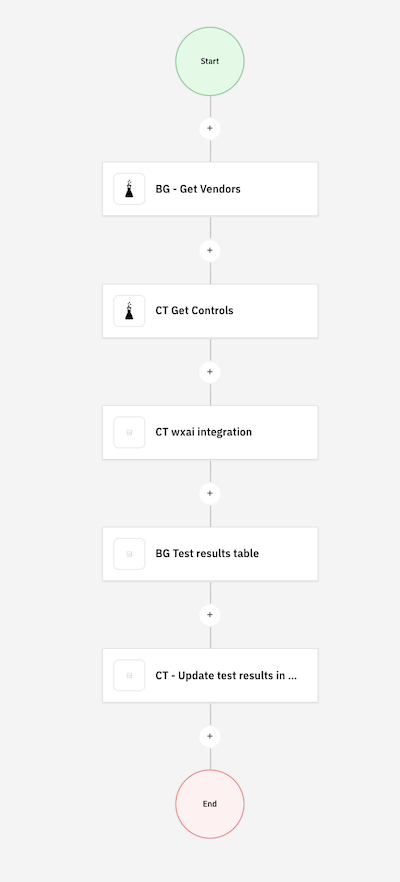 Start
+
BG - Get Vendors
+
CT Get Controls
+
CT wxai integration
+
BG Test results table
+
CT - Update test results in ...
+
End